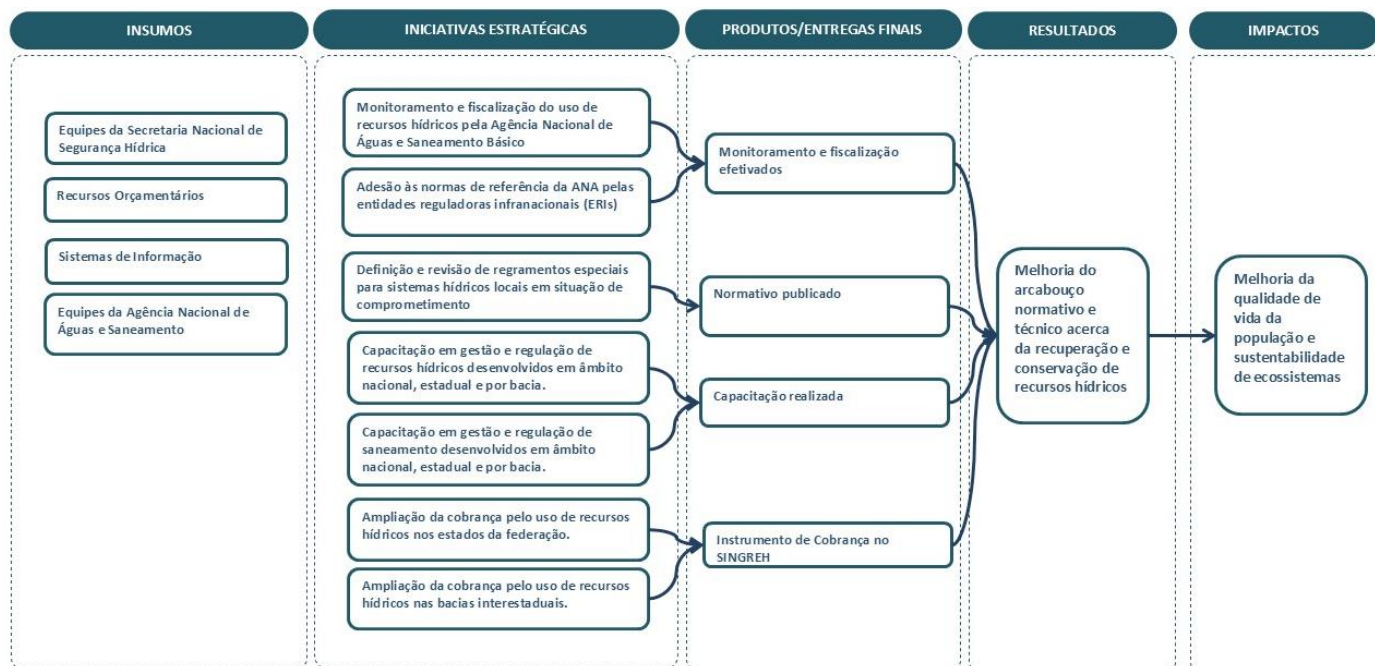 INSUMOS
INICIATIVAS ESTRATÉGICAS
PRODUTOS/ENTREGAS FINAIS
RESULTADOS
IMPACTOS
Equipes da Secretaria Nacional de
Segurança Hídrica
Recursos Orçamentários
Sistemas de Informação
Equipes da Agência Nacional de
Águas e Saneamento
Monitoramento e fiscalização do uso de
recursos hídricos pela Agência Nacional de
Águas e Saneamento Básico
Adesão às normas de referência da ANA pelas
entidades reguladoras infranacionais (ERIs)
Definição e revisão de regramentos especiais
para sistemas hídricos locais em situação de
comprometimento
Capacitação em gestão e regulação de
recursos hídricos desenvolvidos em âmbito
nacional, estadual e por bacia.
Capacitação em gestão e regulação de
saneamento desenvolvidos em âmbito
nacional, estadual e por bacia.
Ampliação da cobrança pelo uso de recursos
hídricos nos estados da federação.
Ampliação da cobrança pelo uso de recursos
hídricos nas bacias interestaduais.
Monitoramento e fiscalização
efetivados
Normativo publicado
Capacitação realizada
Instrumento de Cobrança no
SINGREH
Melhoria do
arcabouço
normativo e
técnico acerca
da recuperação e
conservação de
recursos hídricos
Melhoria da
qualidade de
vida da
população e
sustentabilidade
de ecossistemas